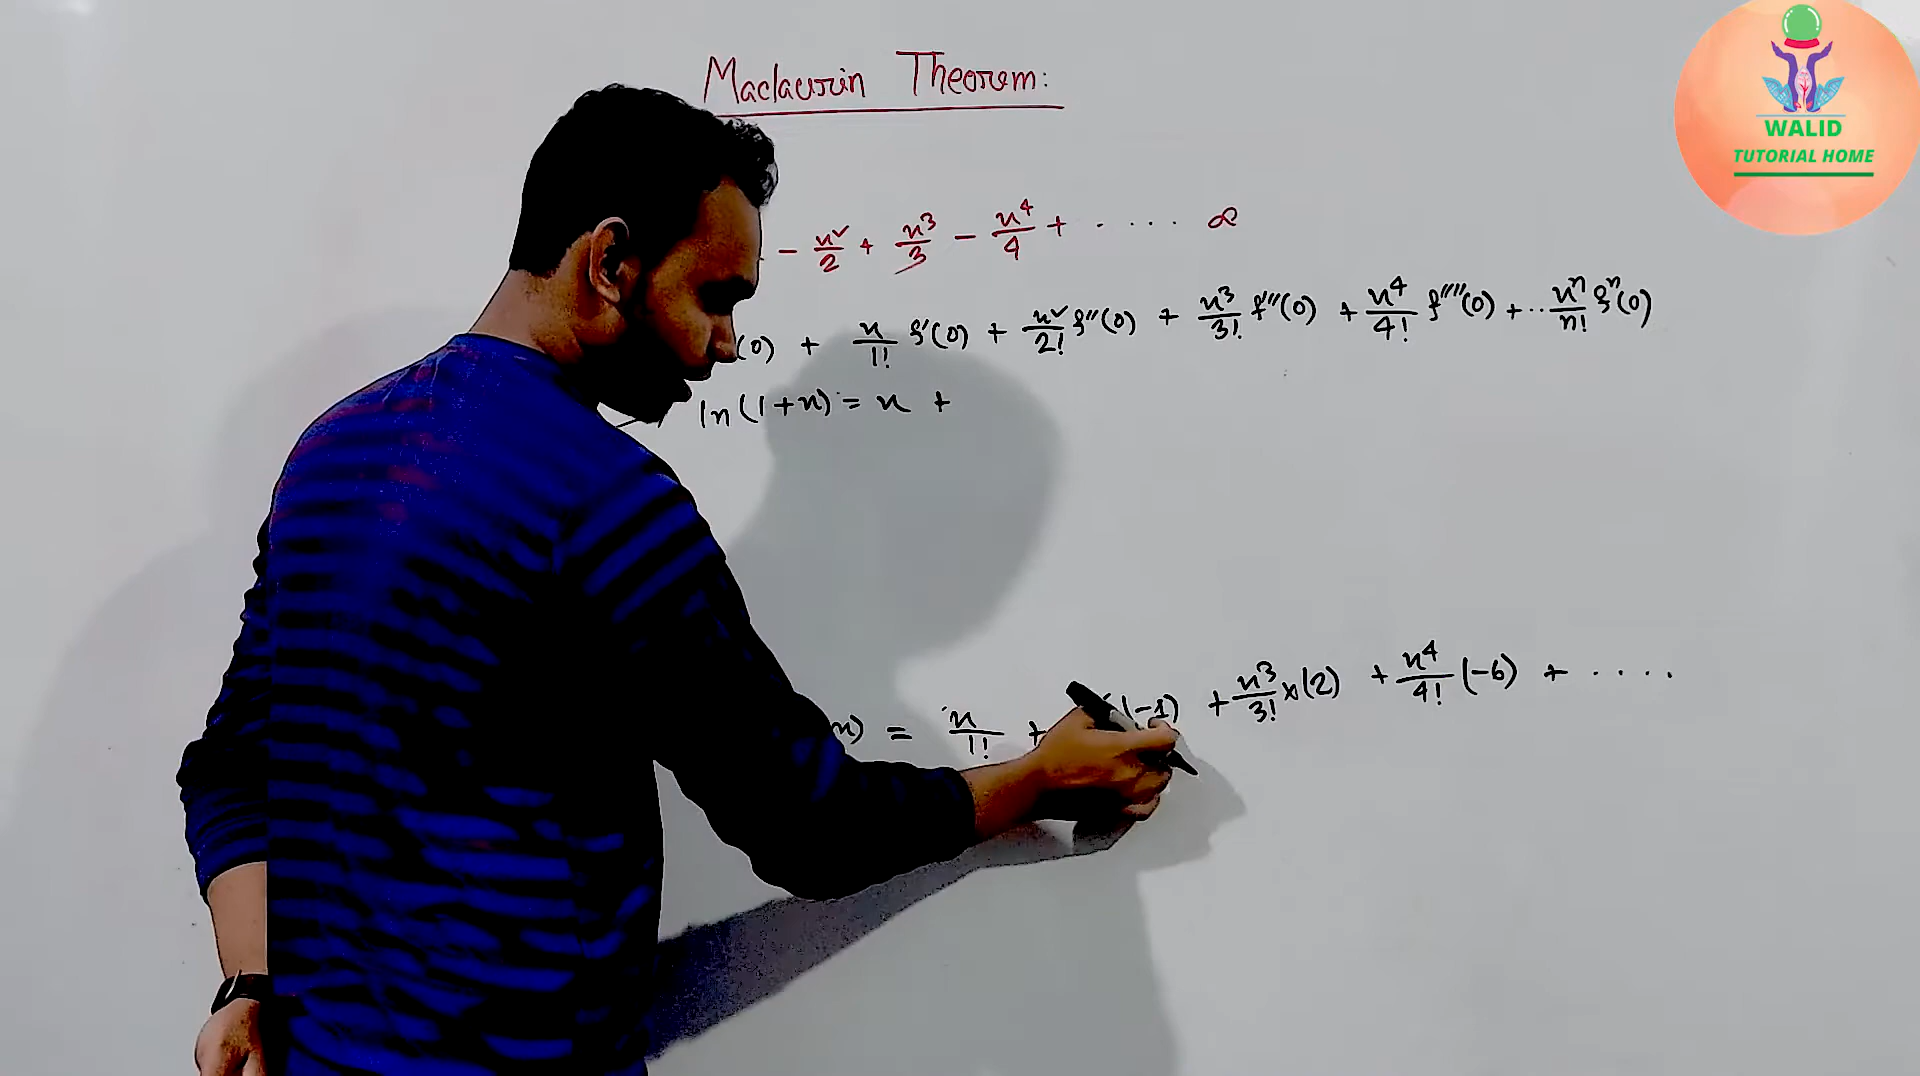 Maclaurin Theorem:
WALID
TUTORIAL HOME
- x²/2 + x³/3 - x⁴/4 + ..... ∞
(0) + x/1! f'(0) + x²/2! f''(0) + x³/3! f'''(0) + x⁴/4! f''''(0) + .. xⁿ/n! fⁿ(0)
ln(1+x) = x +
x) = x/1! + (-1) + x³/3! × (2) + x⁴/4! (-6) + .....